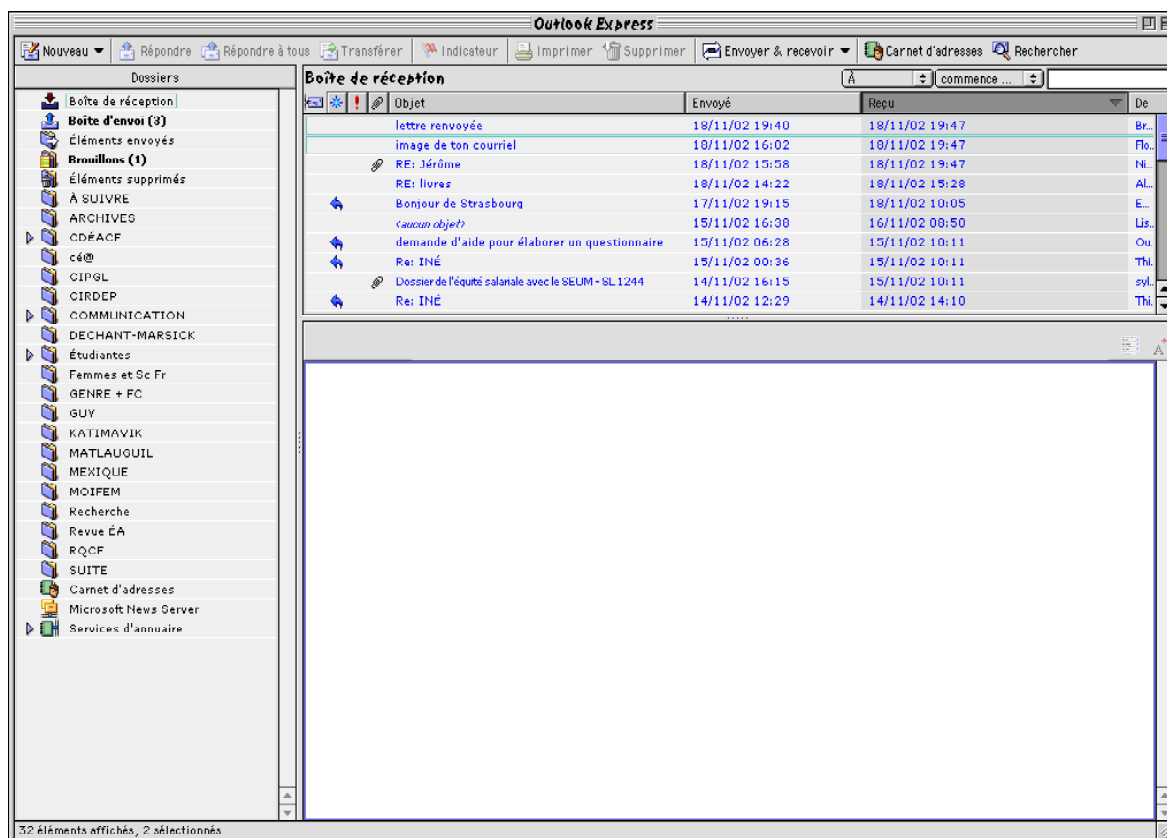 Outlook Express
Nouveau Répondre Répondre à tous Transférer Indicateur Imprimer Supprimer Envoyer & recevoir Carnet d'adresses Rechercher
Dossiers
Boîte de réception
Boîte d'envoi (3)
Éléments envoyés
Brouillons (1)
Éléments supprimés
À SUIVRE
ARCHIVES
CDÉACF
cé@
CIPGL
CIRDEP
COMMUNICATION
DECHANT-MARSICK
Étudiantes
Femmes et Sc Fr
GENRE + FC
GUY
KATIMAVIK
MATLAUGUIL
MEXIQUE
MOIFEM
Recherche
Revue ÉA
RQCF
SUITE
Carnet d'adresses
Microsoft News Server
Services d'annuaire
Boîte de réception À commence ...
Objet Envoyé Reçu De
lettre renvoyée 18/11/02 19:40 18/11/02 19:47 Br...
image de ton courriel 18/11/02 16:02 18/11/02 19:47 Flo..
RE: Jérôme 18/11/02 15:58 18/11/02 19:47 Ni...
RE: livres 18/11/02 14:22 18/11/02 15:28 Al...
Bonjour de Strasbourg 17/11/02 19:15 18/11/02 10:05 E...
<aucun objet> 15/11/02 16:38 16/11/02 08:50 Lis..
demande d'aide pour élaborer un questionnaire 15/11/02 06:28 15/11/02 10:11 Ou.
Re: INÉ 15/11/02 00:36 15/11/02 10:11 Thi.
Dossier de l'équité salariale avec le SEUM - SL 1244 14/11/02 16:15 15/11/02 10:11 syl.
Re: INÉ 14/11/02 12:29 14/11/02 14:10 Thi.
32 éléments affichés, 2 sélectionnés